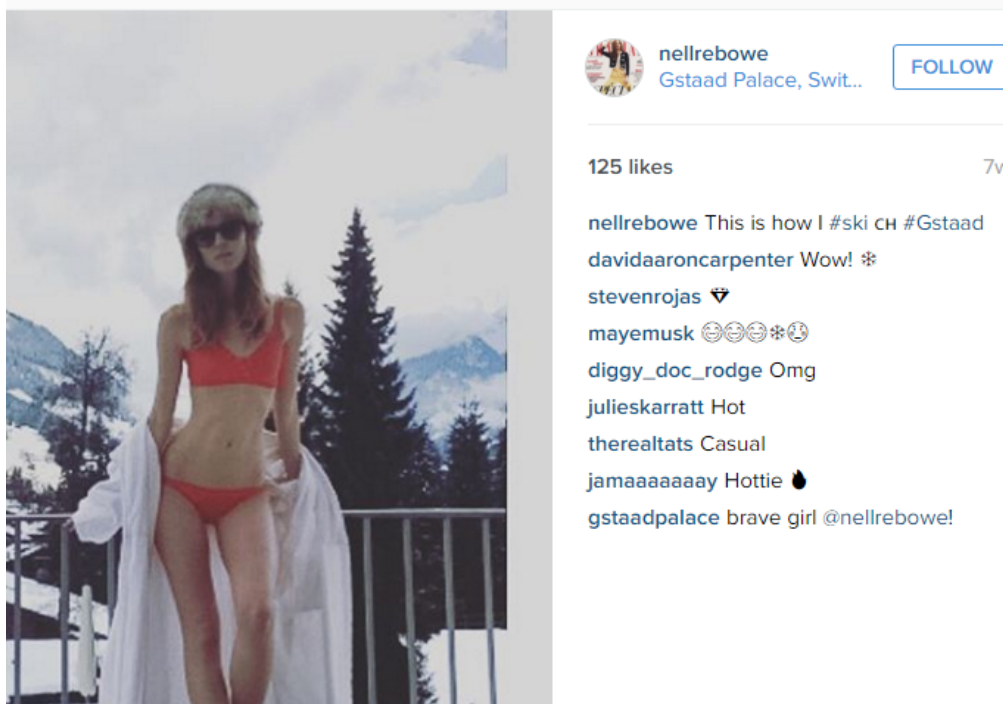 nellrebowe
Gstaad Palace, Swit...
FOLLOW
125 likes
7w
nellrebowe This is how I #ski CH #Gstaad
davidaaroncarpenter Wow! ❄
stevenrojas
mayemusk ❄
diggy_doc_rodge Omg
julieskarratt Hot
therealtats Casual
jamaaaaaaay Hottie
gstaadpalace brave girl @nellrebowe!